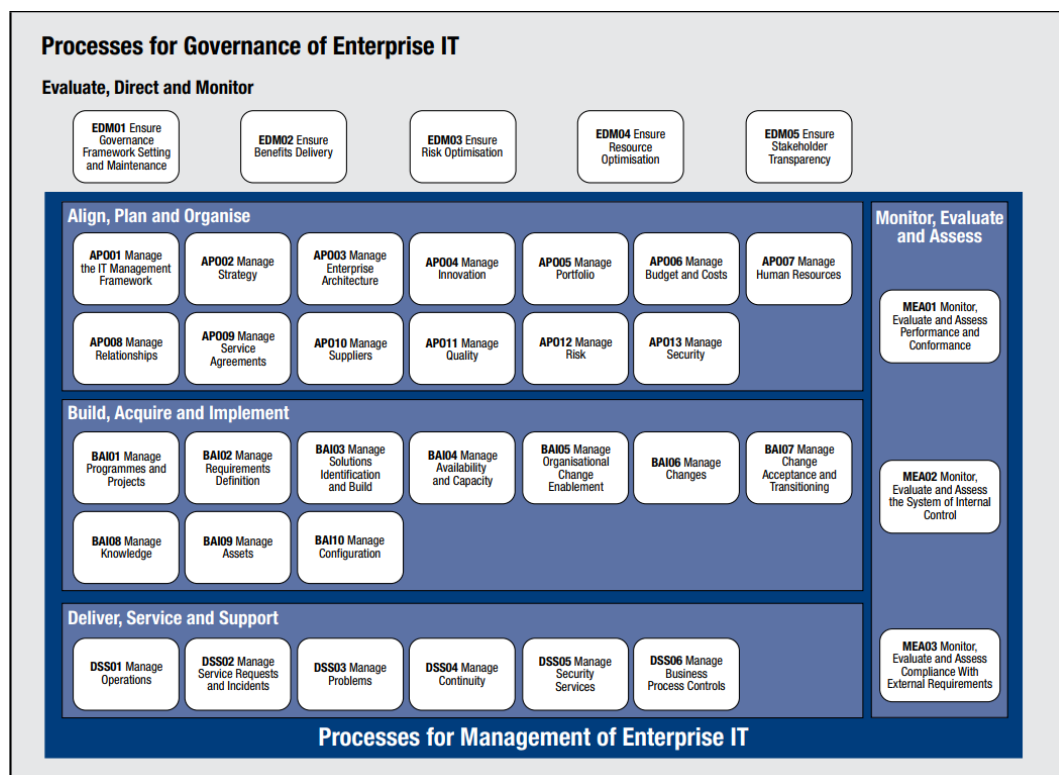 Processes for Governance of Enterprise IT
Evaluate, Direct and Monitor
EDM01 Ensure
Governance
Framework Setting
and Maintenance
EDM02 Ensure
Benefits Delivery
EDM03 Ensure
Risk Optimisation
EDM04 Ensure
Resource
Optimisation
EDM05 Ensure
Stakeholder
Transparency
Align, Plan and Organise
APO01 Manage
the IT Management
Framework
APO02 Manage
Strategy
APO03 Manage
Enterprise
Architecture
APO04 Manage
Innovation
APO05 Manage
Portfolio
APO06 Manage
Budget and Costs
APO07 Manage
Human Resources
APO08 Manage
Relationships
APO09 Manage
Service
Agreements
APO10 Manage
Suppliers
APO11 Manage
Quality
APO12 Manage
Risk
APO13 Manage
Security
Build, Acquire and Implement
BAI01 Manage
Programmes and
Projects
BAI02 Manage
Requirements
Definition
BAI03 Manage
Solutions
Identification
and Build
BAI04 Manage
Availability
and Capacity
BAI05 Manage
Organisational
Change
Enablement
BAI06 Manage
Changes
BAI07 Manage
Change
Acceptance and
Transitioning
BAI08 Manage
Knowledge
BAI09 Manage
Assets
BAI10 Manage
Configuration
Deliver, Service and Support
DSS01 Manage
Operations
DSS02 Manage
Service Requests
and Incidents
DSS03 Manage
Problems
DSS04 Manage
Continuity
DSS05 Manage
Security
Services
DSS06 Manage
Business
Process Controls
Monitor, Evaluate
and Assess
MEA01 Monitor,
Evaluate and Assess
Performance and
Conformance
MEA02 Monitor,
Evaluate and Assess
the System of Internal
Control
MEA03 Monitor,
Evaluate and Assess
Compliance With
External Requirements
Processes for Management of Enterprise IT